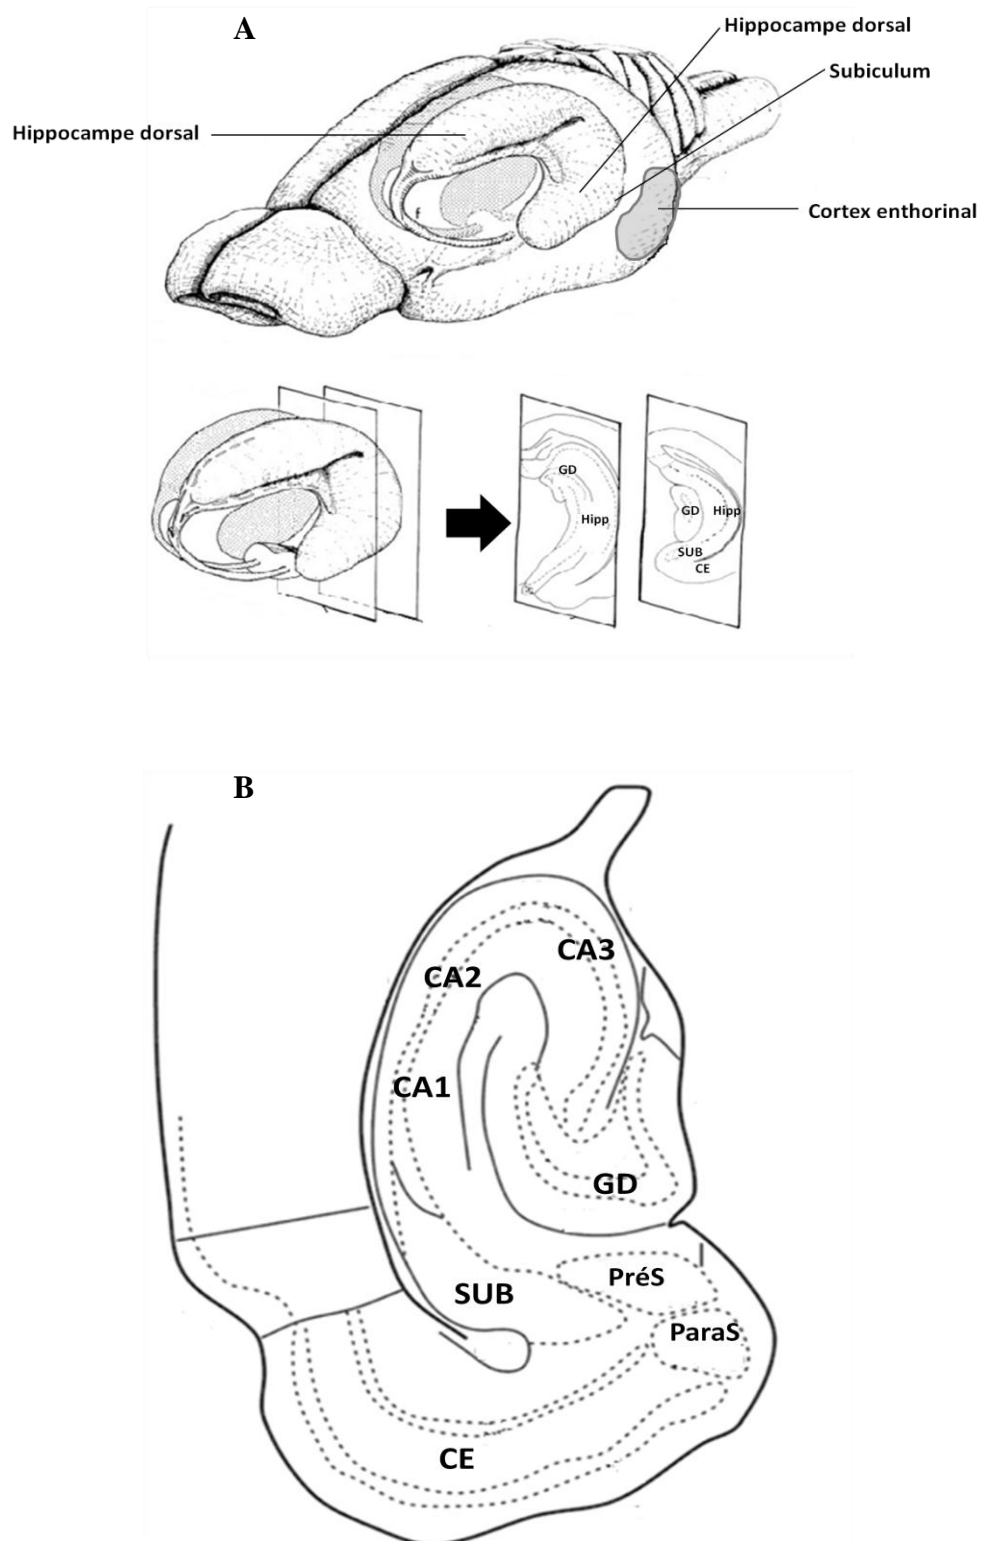 A
Hippocampe dorsal
Subiculum
Hippocampe dorsal
Cortex enthorinal
GD
Hipp
GD
Hipp
SUB
CE
B
CA3
CA2
CA1
GD
PréS
SUB
ParaS
CE